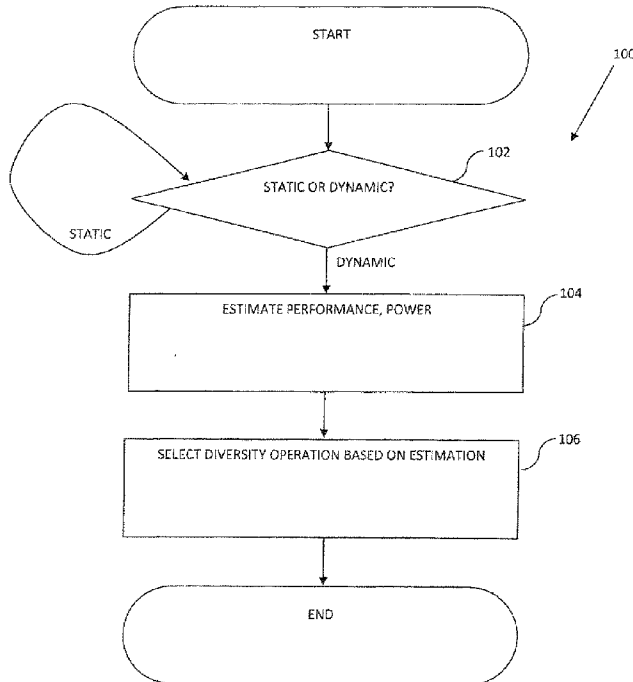 START
100
102
STATIC OR DYNAMIC?
STATIC
DYNAMIC
ESTIMATE PERFORMANCE, POWER
104
SELECT DIVERSITY OPERATION BASED ON ESTIMATION
106
END